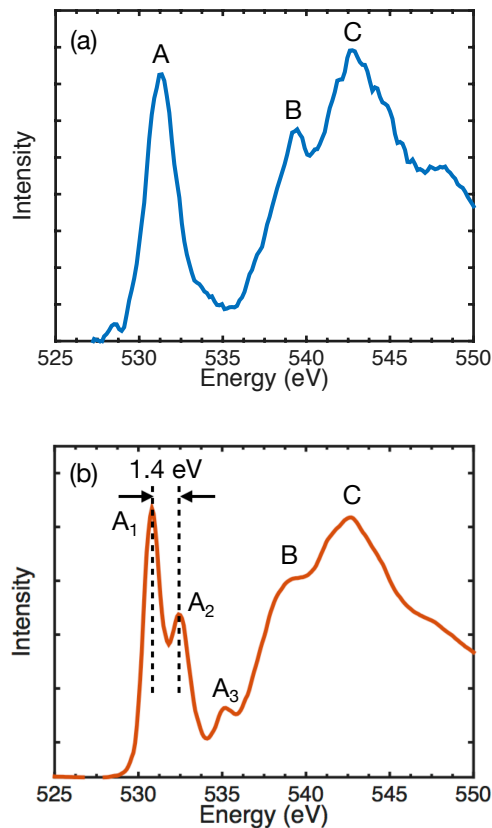 (a)
A
B
C
Intensity
525 530 535 540 545 550
Energy (eV)
(b)
1.4 eV
A₁
A₂
A₃
B
C
Intensity
525 530 535 540 545 550
Energy (eV)